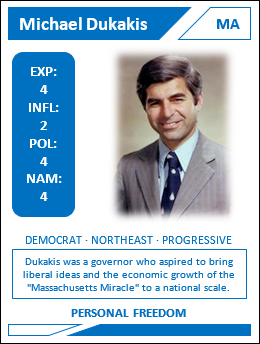 Michael Dukakis
MA
EXP:
4
INFL:
2
POL:
4
NAM:
4
DEMOCRAT · NORTHEAST · PROGRESSIVE
Dukakis was a governor who aspired to bring
liberal ideas and the economic growth of the
"Massachusetts Miracle" to a national scale.
PERSONAL FREEDOM